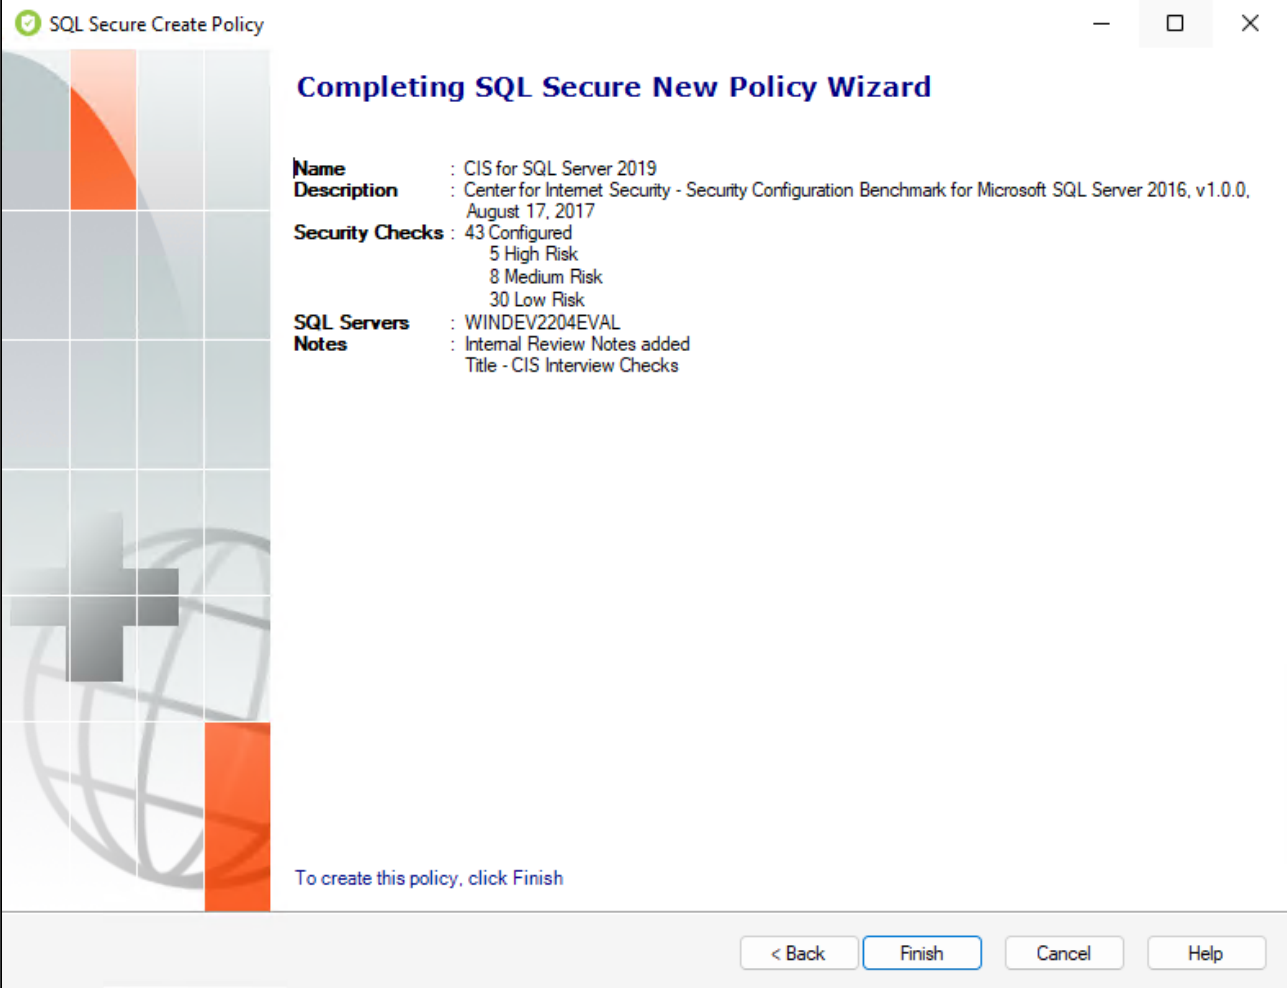 SQL Secure Create Policy
Completing SQL Secure New Policy Wizard
Name : CIS for SQL Server 2019
Description : Center for Internet Security - Security Configuration Benchmark for Microsoft SQL Server 2016, v1.0.0,
August 17, 2017
Security Checks : 43 Configured
5 High Risk
8 Medium Risk
30 Low Risk
SQL Servers : WINDEV2204EVAL
Notes : Internal Review Notes added
Title - CIS Interview Checks
To create this policy, click Finish
< Back Finish Cancel Help